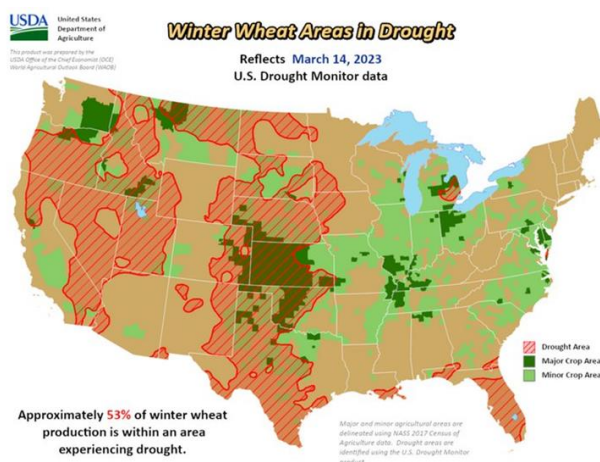 USDA
United States
Department of
Agriculture
This product was prepared by the
USDA Office of the Chief Economist (OCE)
World Agricultural Outlook Board (WAOB)
Winter Wheat Areas in Drought
Reflects March 14, 2023
U.S. Drought Monitor data
Drought Area
Major Crop Area
Minor Crop Area
Approximately 53% of winter wheat
production is within an area
experiencing drought.
Major and minor agricultural areas are
delineated using NASS 2017 Census of
Agriculture data. Drought areas are
identified using the U.S. Drought Monitor
product.